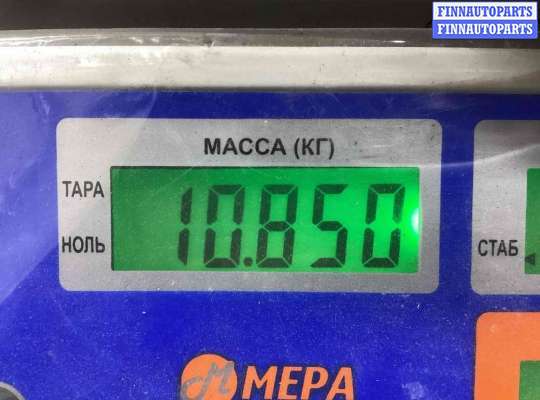 FINNAUTOPARTS
FINNAUTOPARTS
МАССА (КГ)
ТАРА
10.850
НОЛЬ
СТАБ
М МЕРА